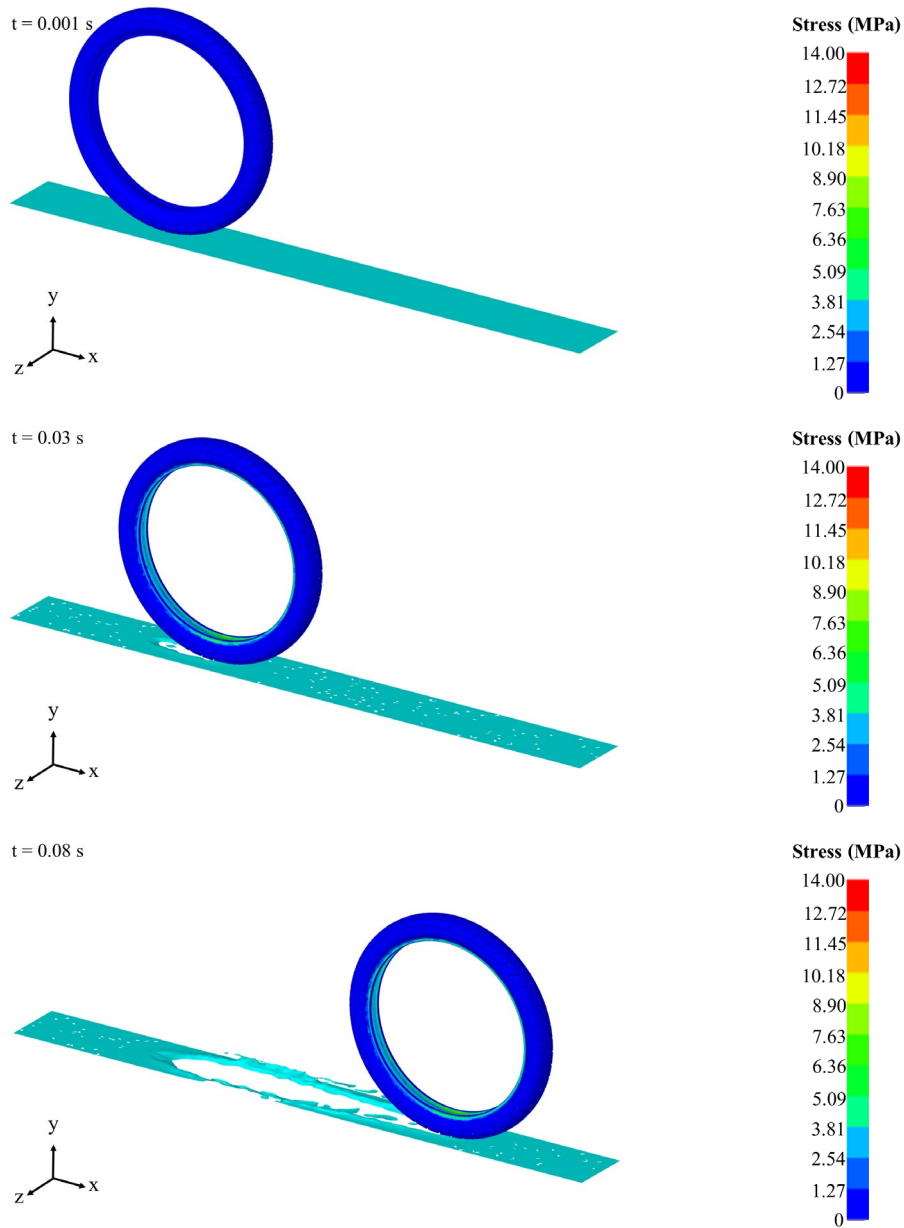 t = 0.001 s
Stress (MPa)
14.00
12.72
11.45
10.18
8.90
7.63
6.36
5.09
3.81
2.54
1.27
0
y
z
x
t = 0.03 s
Stress (MPa)
14.00
12.72
11.45
10.18
8.90
7.63
6.36
5.09
3.81
2.54
1.27
0
y
z
x
t = 0.08 s
Stress (MPa)
14.00
12.72
11.45
10.18
8.90
7.63
6.36
5.09
3.81
2.54
1.27
0
y
z
x